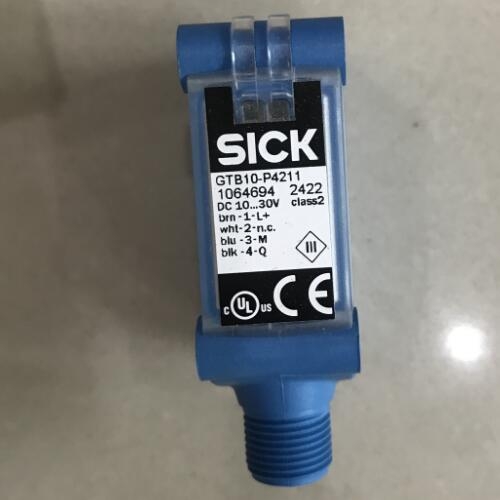 SICK
GTB10-P4211
1064694 2422
DC 10...30V class2
brn -1-L+
wht-2-n.c.
blu -3-M
blk -4-Q
III
c UL us CE